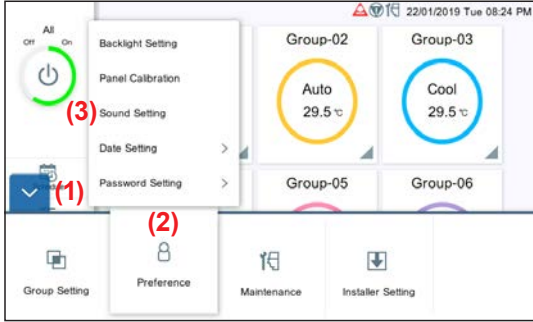 22/01/2019 Tue 08:24 PM
All
Off On
Backlight Setting
Panel Calibration
(3) Sound Setting
Date Setting >
Password Setting >
Group-02
Auto
29.5 ℃
Group-03
Cool
29.5 ℃
(1)
Group-05
Group-06
(2)
Group Setting
Preference
Maintenance
Installer Setting